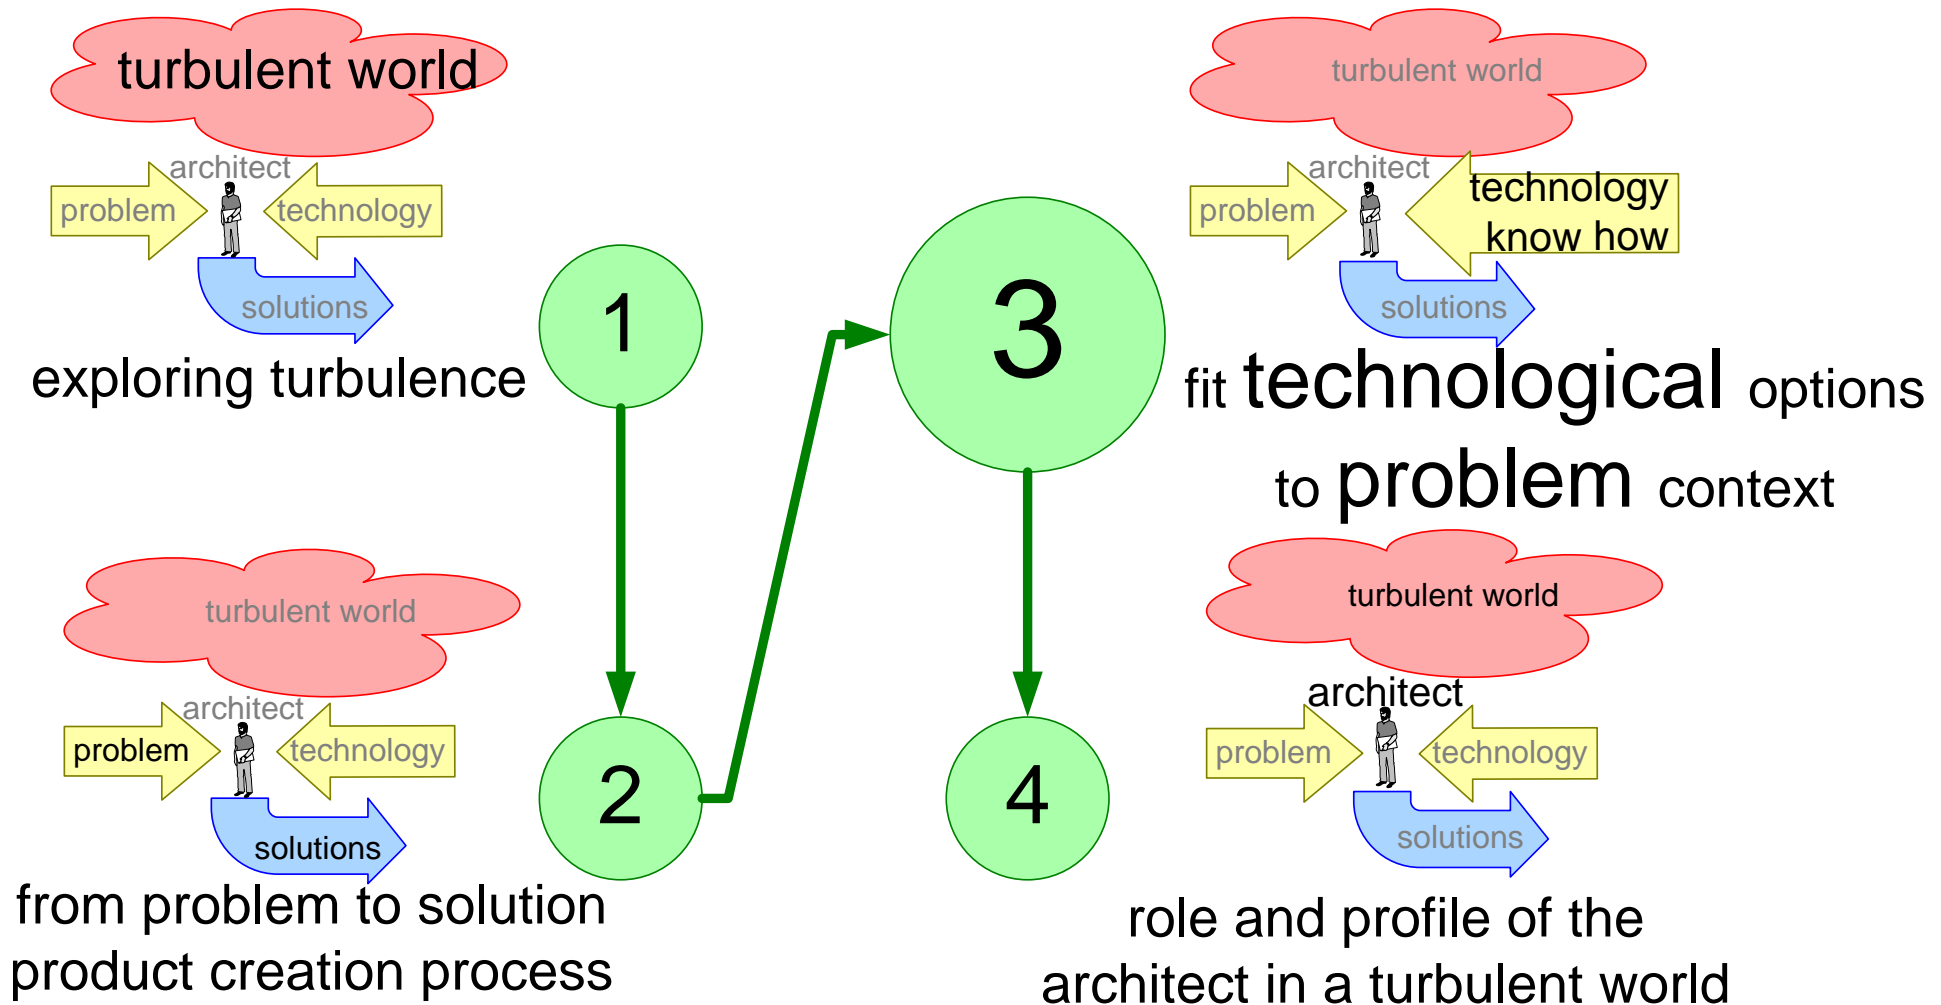 turbulent world
architect
problem
technology
solutions
exploring turbulence
1
turbulent world
architect
problem
technology
solutions
from problem to solution
product creation process
2
3
turbulent world
architect
problem
technology
know how
solutions
fit technological options
to problem context
4
turbulent world
architect
problem
technology
solutions
role and profile of the
architect in a turbulent world